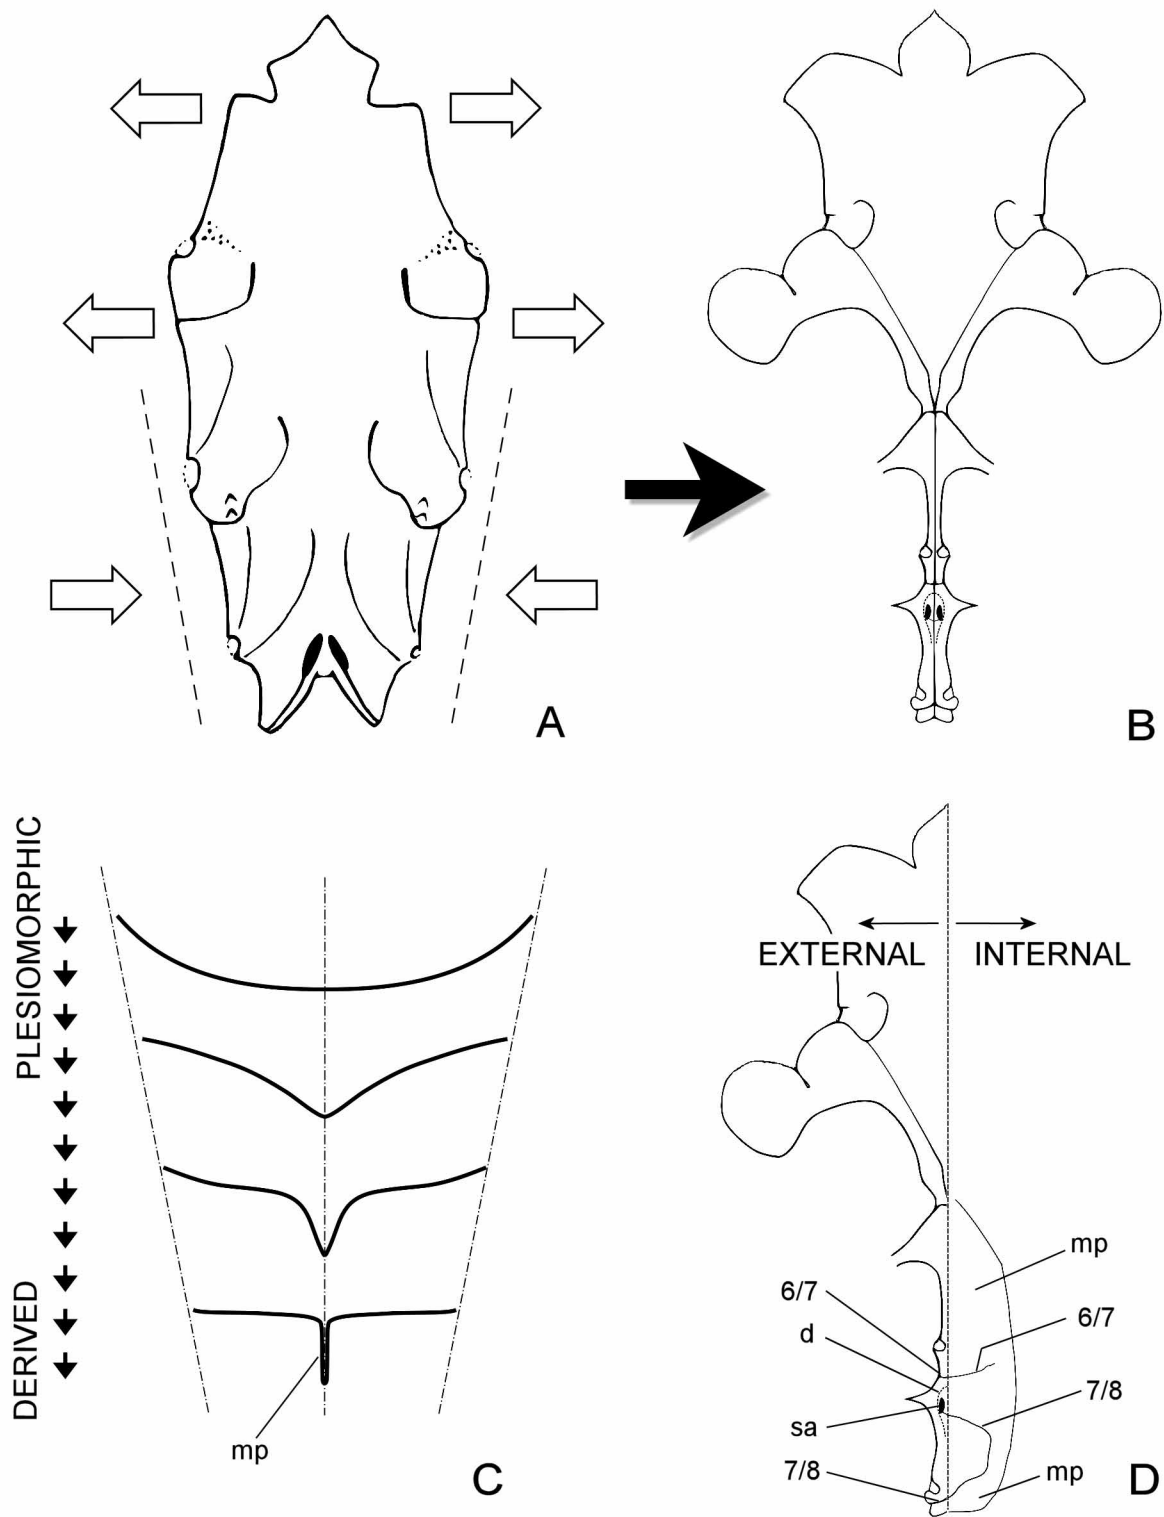 A
B
PLESIOMORPHIC
DERIVED
mp
C
EXTERNAL
INTERNAL
mp
6/7
6/7
d
7/8
sa
7/8
mp
D